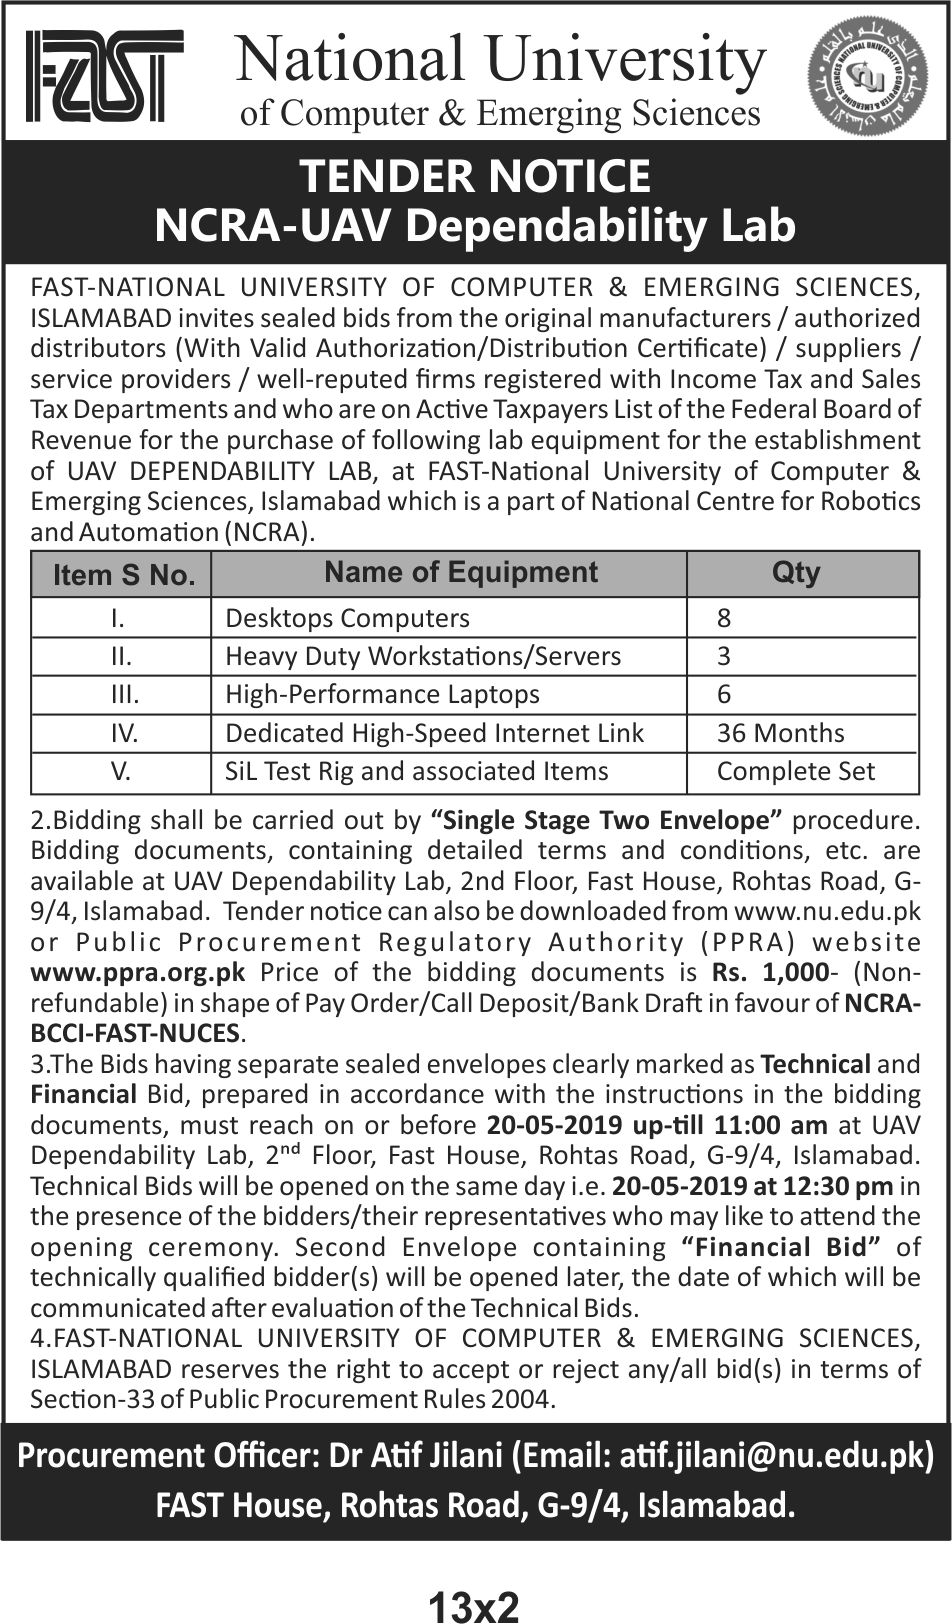 FAST
National University
of Computer & Emerging Sciences
NATIONAL UNIVERSITY OF COMPUTER & EMERGING SCIENCES
nu
TENDER NOTICE
NCRA-UAV Dependability Lab
FAST-NATIONAL UNIVERSITY OF COMPUTER & EMERGING SCIENCES,
ISLAMABAD invites sealed bids from the original manufacturers / authorized
distributors (With Valid Authorization/Distribution Certificate) / suppliers /
service providers / well-reputed firms registered with Income Tax and Sales
Tax Departments and who are on Active Taxpayers List of the Federal Board of
Revenue for the purchase of following lab equipment for the establishment
of UAV DEPENDABILITY LAB, at FAST-National University of Computer &
Emerging Sciences, Islamabad which is a part of National Centre for Robotics
and Automation (NCRA).
Item S No. Name of Equipment Qty
I. Desktops Computers 8
II. Heavy Duty Workstations/Servers 3
III. High-Performance Laptops 6
IV. Dedicated High-Speed Internet Link 36 Months
V. SiL Test Rig and associated Items Complete Set
2.Bidding shall be carried out by “Single Stage Two Envelope” procedure.
Bidding documents, containing detailed terms and conditions, etc. are
available at UAV Dependability Lab, 2nd Floor, Fast House, Rohtas Road, G-
9/4, Islamabad. Tender notice can also be downloaded from www.nu.edu.pk
or Public Procurement Regulatory Authority (PPRA) website
www.ppra.org.pk Price of the bidding documents is Rs. 1,000- (Non-
refundable) in shape of Pay Order/Call Deposit/Bank Draft in favour of NCRA-
BCCI-FAST-NUCES.
3.The Bids having separate sealed envelopes clearly marked as Technical and
Financial Bid, prepared in accordance with the instructions in the bidding
documents, must reach on or before 20-05-2019 up-till 11:00 am at UAV
Dependability Lab, 2nd Floor, Fast House, Rohtas Road, G-9/4, Islamabad.
Technical Bids will be opened on the same day i.e. 20-05-2019 at 12:30 pm in
the presence of the bidders/their representatives who may like to attend the
opening ceremony. Second Envelope containing “Financial Bid” of
technically qualified bidder(s) will be opened later, the date of which will be
communicated after evaluation of the Technical Bids.
4.FAST-NATIONAL UNIVERSITY OF COMPUTER & EMERGING SCIENCES,
ISLAMABAD reserves the right to accept or reject any/all bid(s) in terms of
Section-33 of Public Procurement Rules 2004.
Procurement Officer: Dr Atif Jilani (Email: atif.jilani@nu.edu.pk)
FAST House, Rohtas Road, G-9/4, Islamabad.
13x2